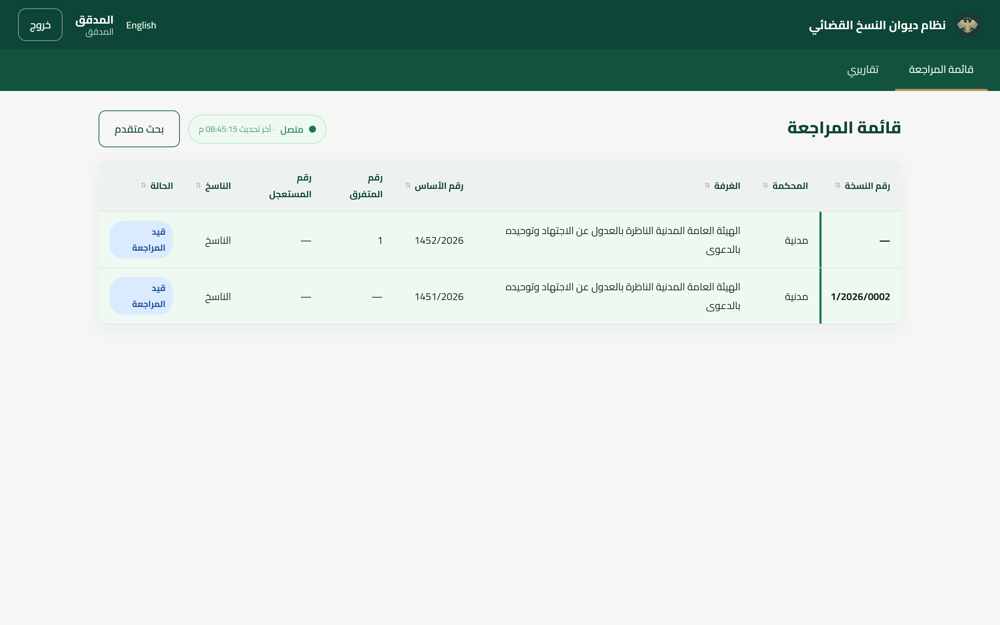 نظام ديوان النسخ القضائي
English
المدقق
المدقق
خروج
قائمة المراجعة
تقاريري
قائمة المراجعة
متصل · آخر تحديث 08:45:15 م
بحث متقدم
رقم النسخة ⇅ المحكمة ⇅ الغرفة ⇅ رقم الأساس ⇅ رقم المتفرق رقم المستعجل الناسخ ⇅ الحالة ⇅
— مدنية الهيئة العامة المدنية الناظرة بالعدول عن الاجتهاد وتوحيده بالدعوى 1452/2026 1 — الناسخ قيد المراجعة
1/2026/0002 مدنية الهيئة العامة المدنية الناظرة بالعدول عن الاجتهاد وتوحيده بالدعوى 1451/2026 — — الناسخ قيد المراجعة